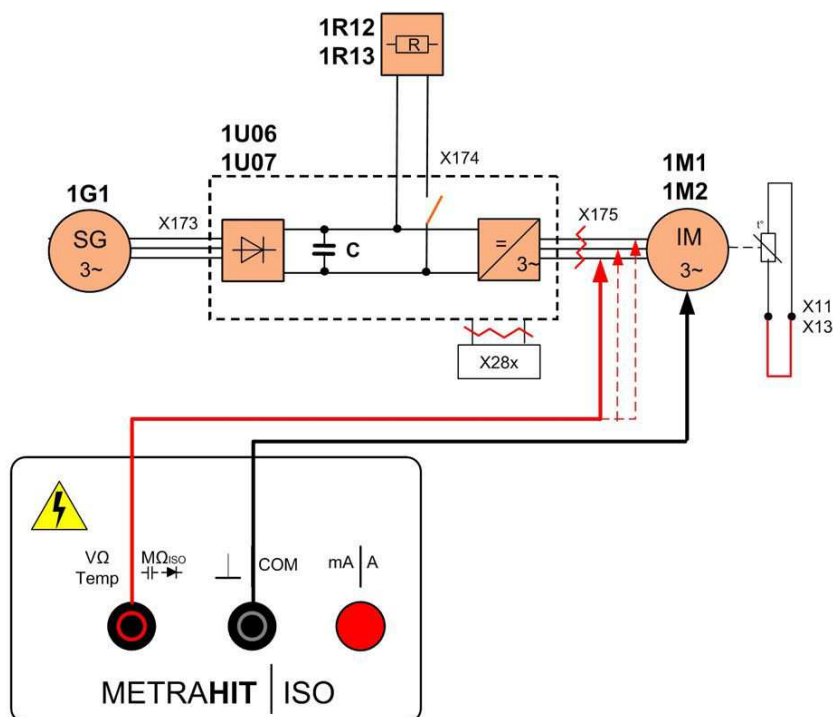 1R12
1R13
R
1U06
1U07
X174
1M1
1M2
1G1
X173
X175
SG
3~
C
=
3~
IM
3~
t°
X11
X13
X28x
VΩ
Temp
MΩISO
COM
mA A
METRAHIT ISO